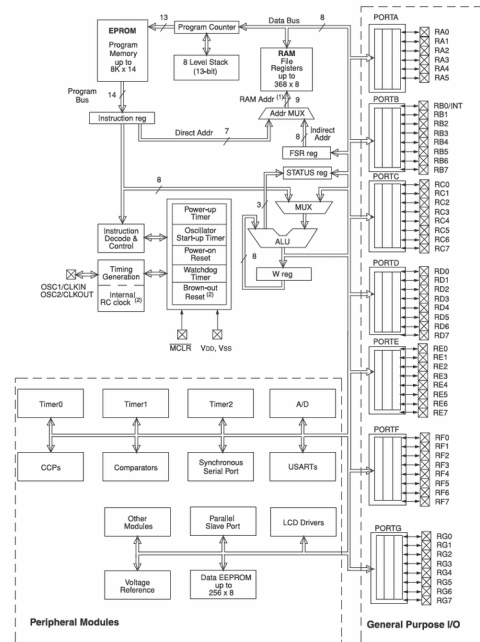 EPROM
Program
Memory
up to
8K x 14
13
Program Counter
8 Level Stack
(13-bit)
Data Bus
8
RAM
File
Registers
up to
368 x 8
Program
Bus
14
Instruction reg
RAM Addr (1)
9
Addr MUX
Direct Addr
7
8
Indirect
Addr
FSR reg
STATUS reg
8
3
MUX
ALU
8
W reg
Instruction
Decode &
Control
Timing
Generation
Internal
RC clock (2)
OSC1/CLKIN
OSC2/CLKOUT
Power-up
Timer
Oscillator
Start-up Timer
Power-on
Reset
Watchdog
Timer
Brown-out
Reset (2)
MCLR
VDD, VSS
Timer0
Timer1
Timer2
A/D
CCPs
Comparators
Synchronous
Serial Port
USARTs
Other
Modules
Parallel
Slave Port
LCD Drivers
Voltage
Reference
Data EEPROM
up to
256 x 8
Peripheral Modules
PORTA
RA0
RA1
RA2
RA3
RA4
RA5
PORTB
RB0/INT
RB1
RB2
RB3
RB4
RB5
RB6
RB7
PORTC
RC0
RC1
RC2
RC3
RC4
RC5
RC6
RC7
PORTD
RD0
RD1
RD2
RD3
RD4
RD5
RD6
RD7
PORTE
RE0
RE1
RE2
RE3
RE4
RE5
RE6
RE7
PORTF
RF0
RF1
RF2
RF3
RF4
RF5
RF6
RF7
PORTG
RG0
RG1
RG2
RG3
RG4
RG5
RG6
RG7
General Purpose I/O